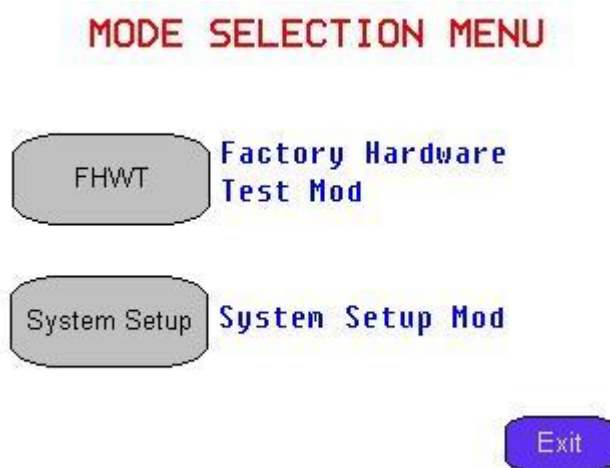 MODE SELECTION MENU
FHWT
Factory Hardware
Test Mod
System Setup
System Setup Mod
Exit